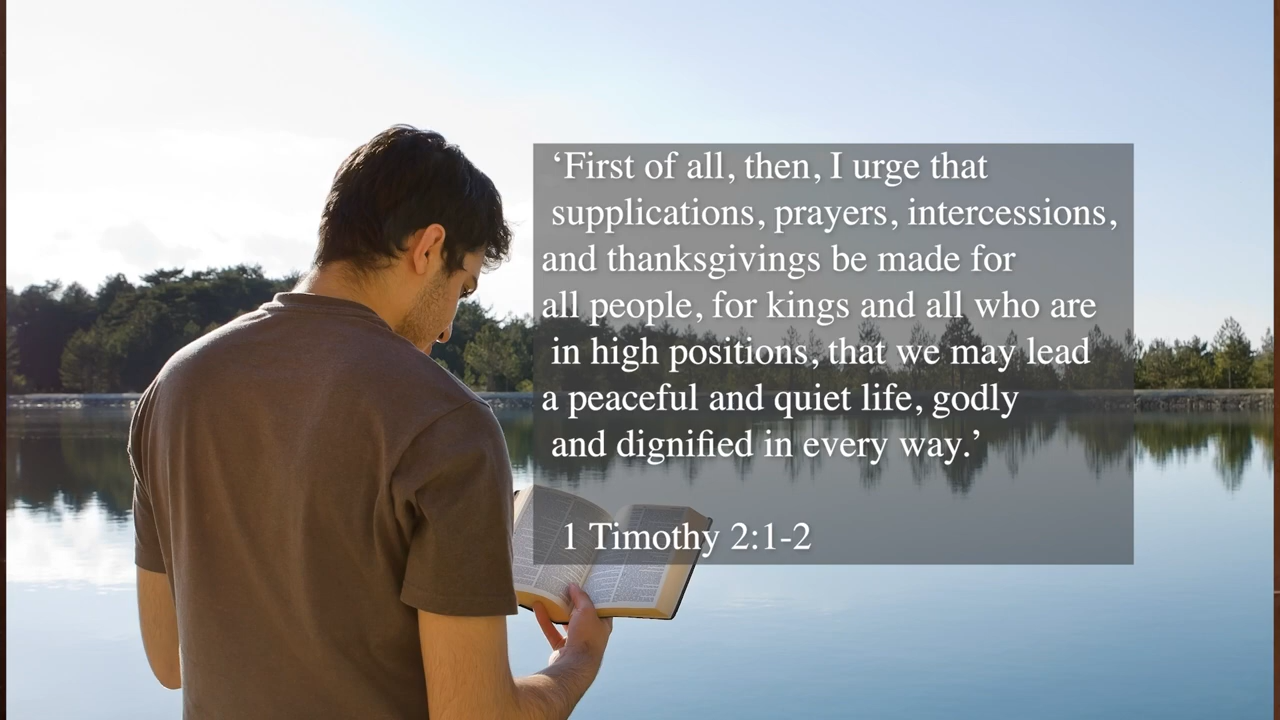 ‘First of all, then, I urge that
supplications, prayers, intercessions,
and thanksgivings be made for
all people, for kings and all who are
in high positions, that we may lead
a peaceful and quiet life, godly
and dignified in every way.’
1 Timothy 2:1-2